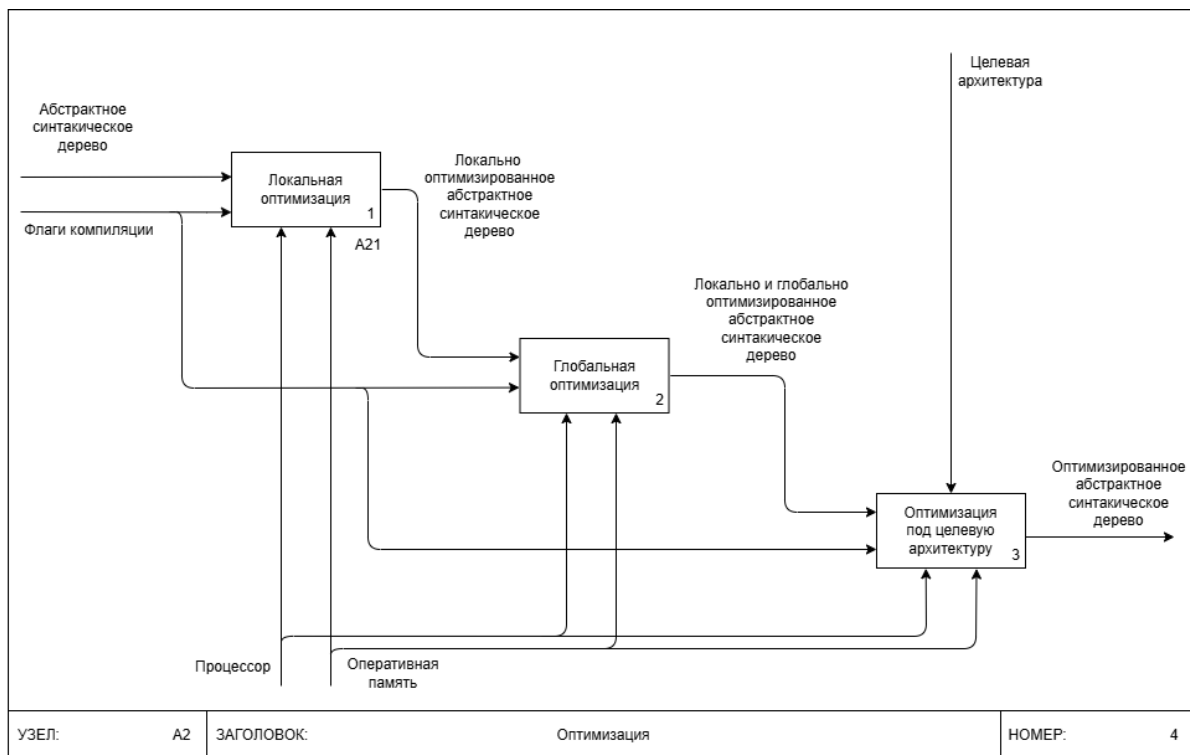 Целевая
архитектура
Абстрактное
синтакическое
дерево
Локальная
оптимизация
1
А21
Локально
оптимизированное
абстрактное
синтакическое
дерево
Флаги компиляции
Локально и глобально
оптимизированное
абстрактное
синтакическое
дерево
Глобальная
оптимизация
2
Оптимизированное
абстрактное
синтакическое
дерево
Оптимизация
под целевую
архитектуру
3
Процессор
Оперативная
память
УЗЕЛ: А2 ЗАГОЛОВОК: Оптимизация НОМЕР: 4